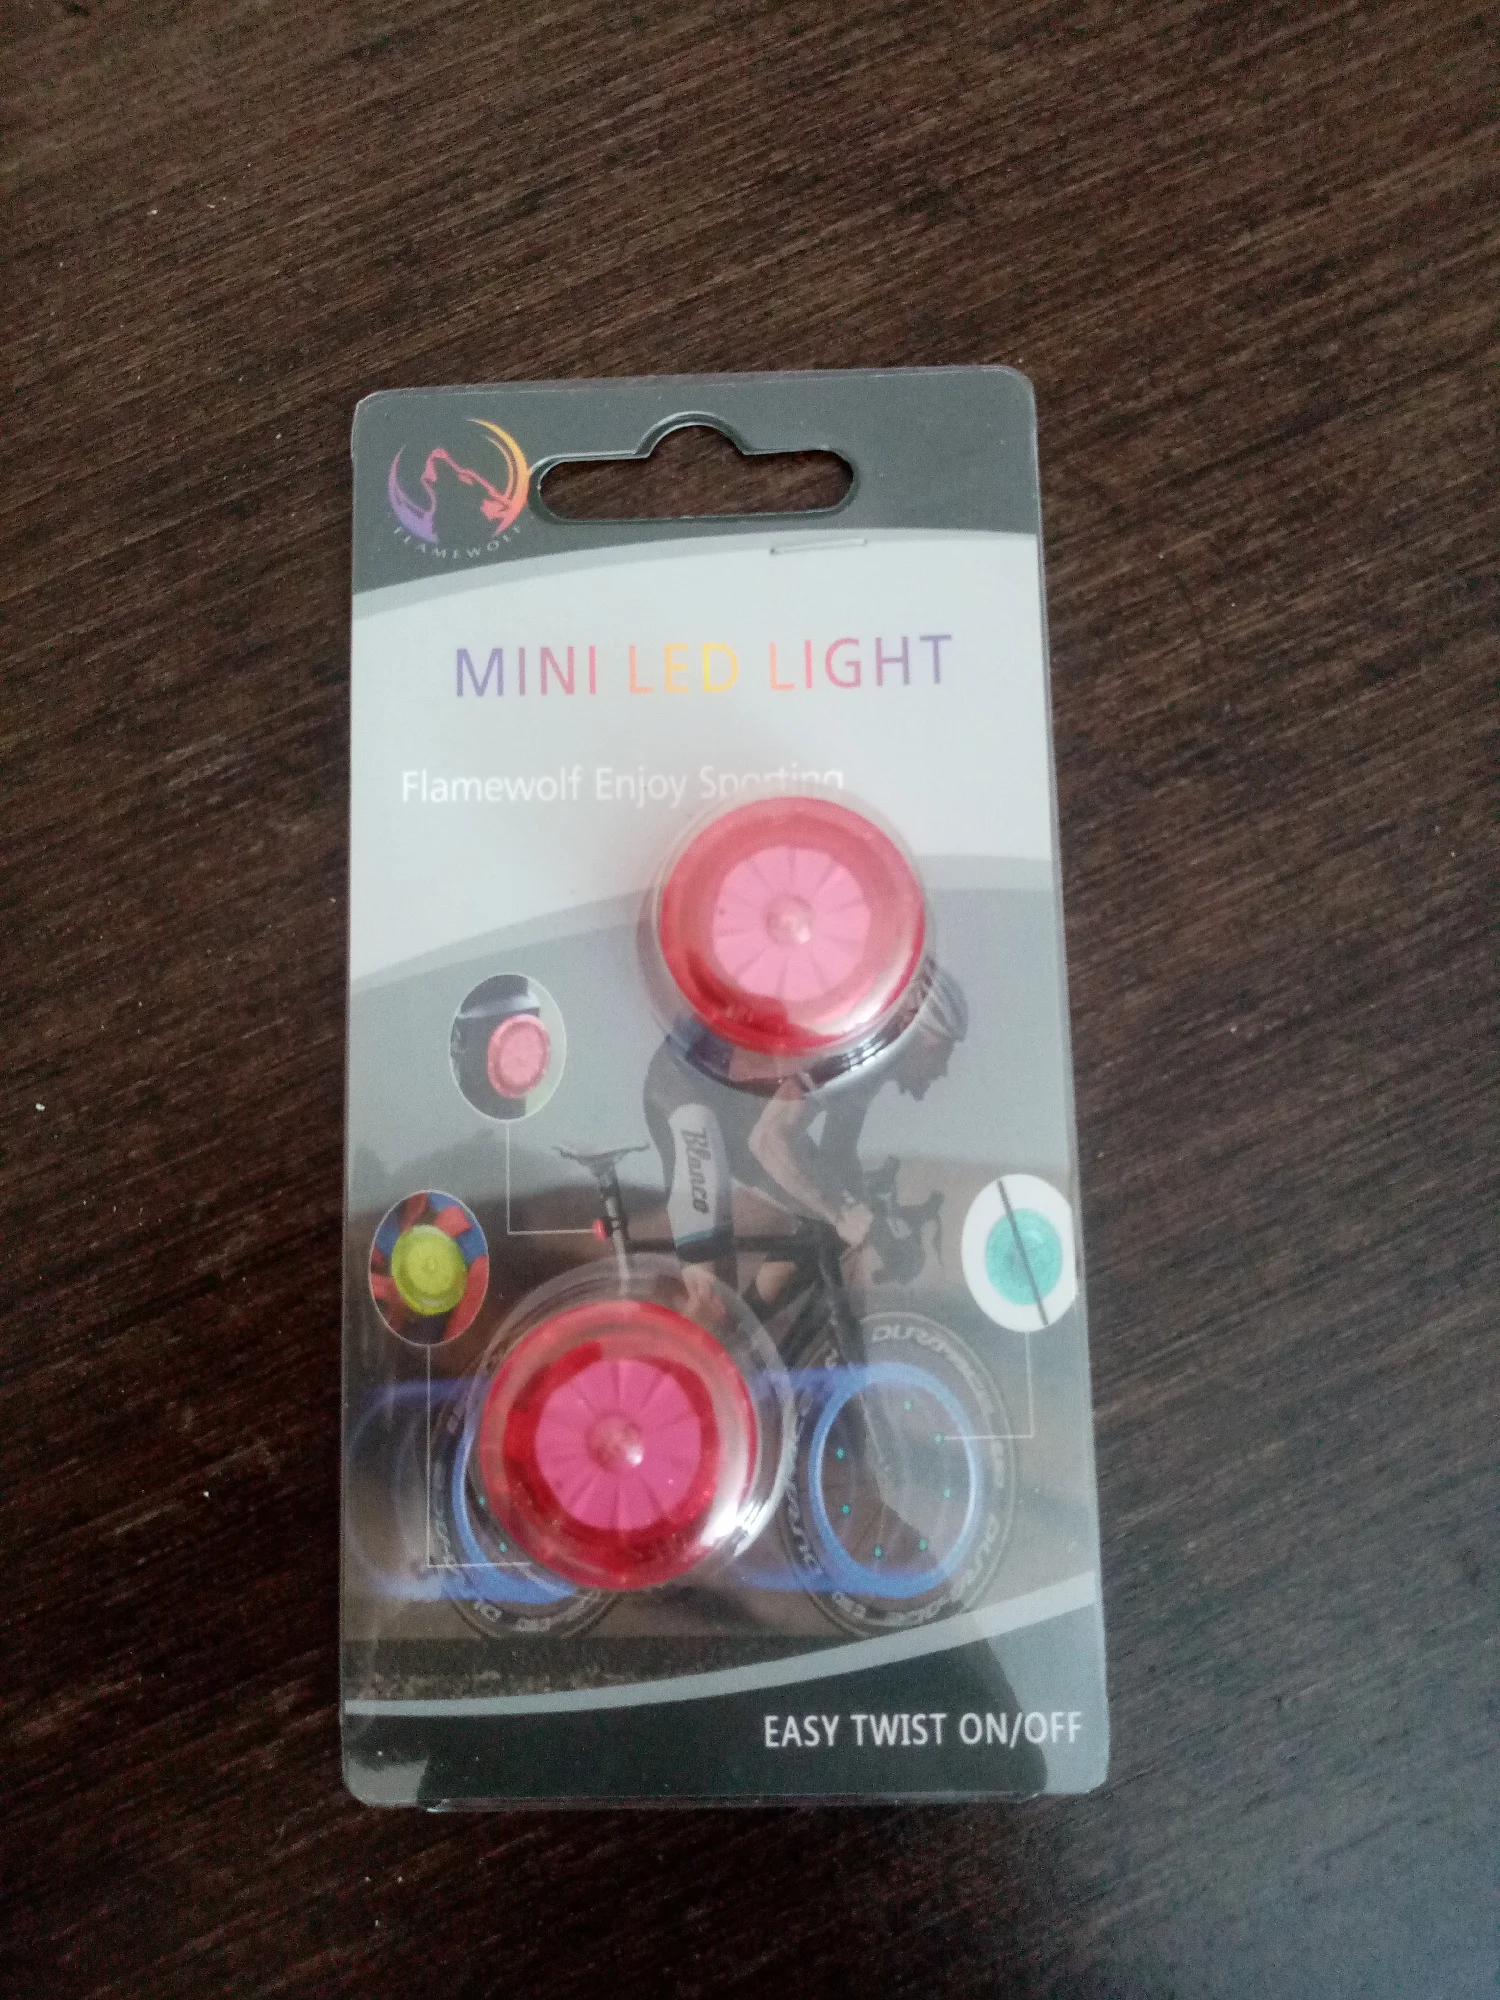 FLAMEWOLF
MINI LED LIGHT
Flamewolf Enjoy Sporting
Blanco
EASY TWIST ON/OFF